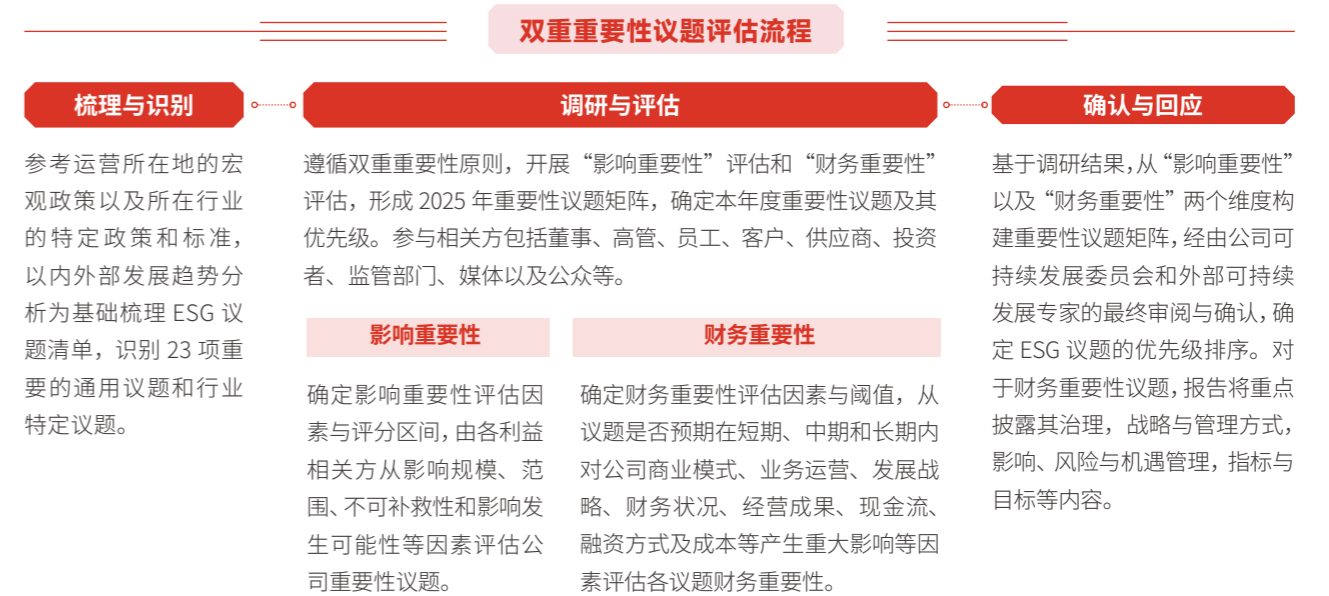 双重重要性议题评估流程
梳理与识别
参考运营所在地的宏
观政策以及所在行业
的特定政策和标准，
以内外部发展趋势分
析为基础梳理 ESG 议
题清单，识别 23 项重
要的通用议题和行业
特定议题。
调研与评估
遵循双重重要性原则，开展“影响重要性”评估和“财务重要性”
评估，形成 2025 年重要性议题矩阵，确定本年度重要性议题及其
优先级。参与相关方包括董事、高管、员工、客户、供应商、投资
者、监管部门、媒体以及公众等。
影响重要性
确定影响重要性评估因
素与评分区间，由各利益
相关方从影响规模、范
围、不可补救性和影响发
生可能性等因素评估公
司重要性议题。
财务重要性
确定财务重要性评估因素与阈值，从
议题是否预期在短期、中期和长期内
对公司商业模式、业务运营、发展战
略、财务状况、经营成果、现金流、
融资方式及成本等产生重大影响等因
素评估各议题财务重要性。
确认与回应
基于调研结果，从“影响重要性”
以及“财务重要性”两个维度构
建重要性议题矩阵，经由公司可
持续发展委员会和外部可持续
发展专家的最终审阅与确认，确
定 ESG 议题的优先级排序。对
于财务重要性议题，报告将重点
披露其治理，战略与管理方式，
影响、风险与机遇管理，指标与
目标等内容。